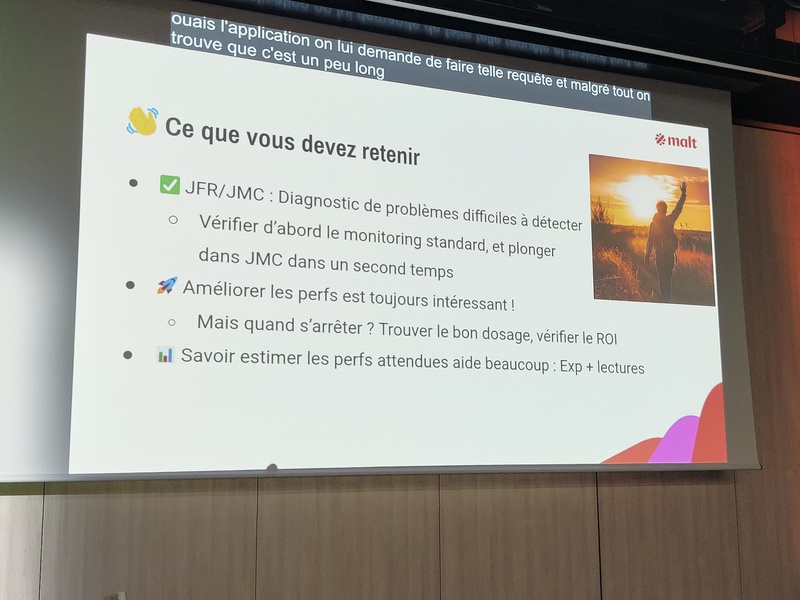 ouais l'application on lui demande de faire telle requête et malgré tout on
trouve que c'est un peu long
👋 Ce que vous devez retenir
malt
● ✅ JFR/JMC : Diagnostic de problèmes difficiles à détecter
○ Vérifier d'abord le monitoring standard, et plonger
dans JMC dans un second temps
● 🚀 Améliorer les perfs est toujours intéressant !
○ Mais quand s'arrêter ? Trouver le bon dosage, vérifier le ROI
● 📊 Savoir estimer les perfs attendues aide beaucoup : Exp + lectures